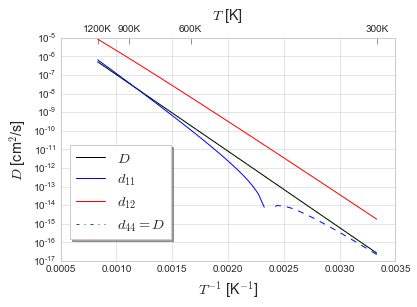 T [K]
1200K 900K 600K 300K
10⁻⁵
10⁻⁶
10⁻⁷
10⁻⁸
10⁻⁹
10⁻¹⁰
10⁻¹¹
10⁻¹²
10⁻¹³
10⁻¹⁴
10⁻¹⁵
10⁻¹⁶
10⁻¹⁷
D [cm²/s]
D
d₁₁
d₁₂
d₄₄ = D
0.0005 0.0010 0.0015 0.0020 0.0025 0.0030 0.0035
T⁻¹ [K⁻¹]